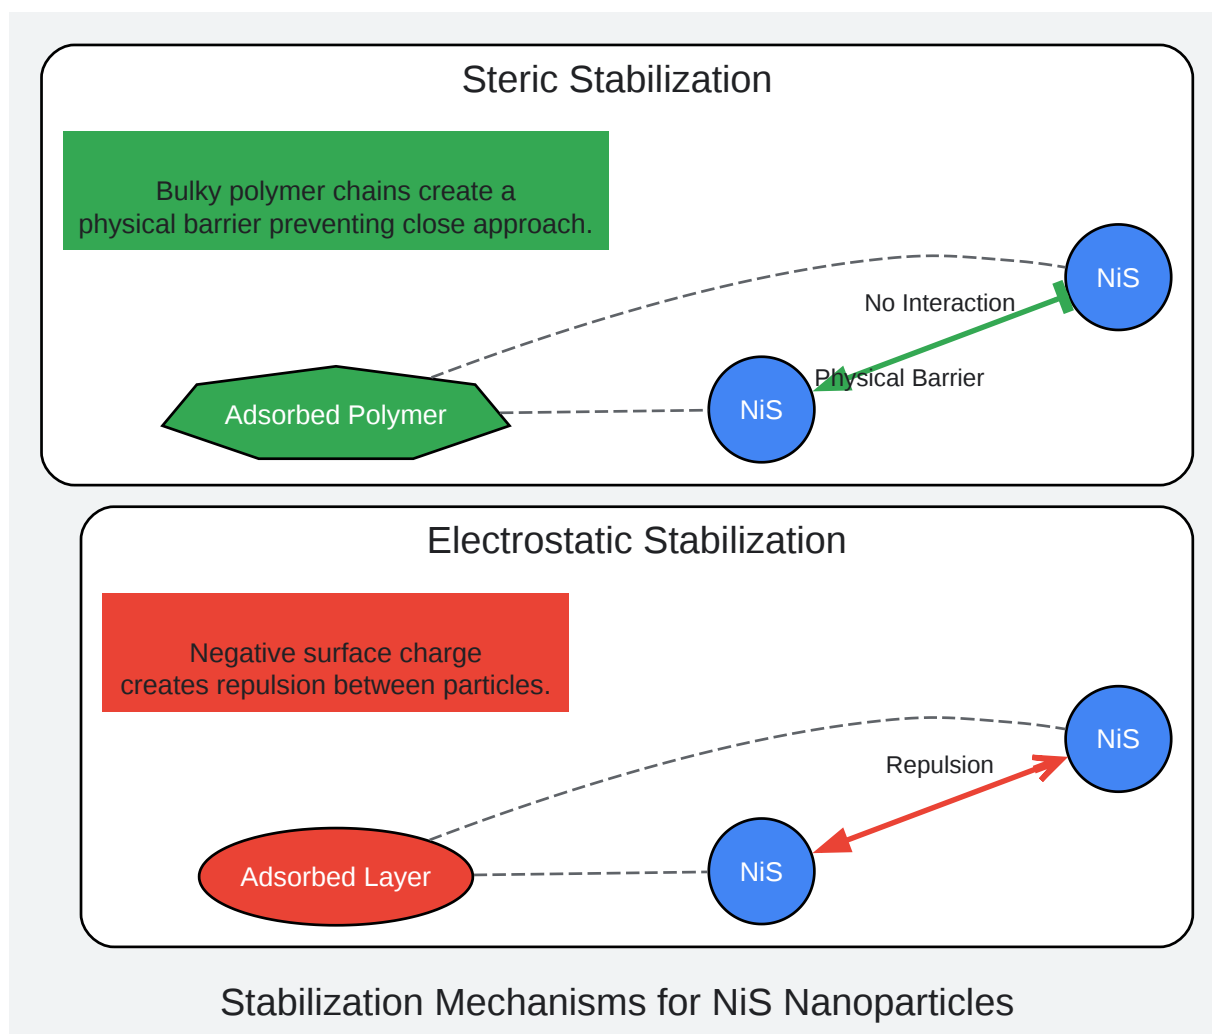 Steric Stabilization
Bulky polymer chains create a
physical barrier preventing close approach.
NiS
No Interaction
Physical Barrier
NiS
Adsorbed Polymer
Electrostatic Stabilization
Negative surface charge
creates repulsion between particles.
NiS
Repulsion
NiS
Adsorbed Layer
Stabilization Mechanisms for NiS Nanoparticles